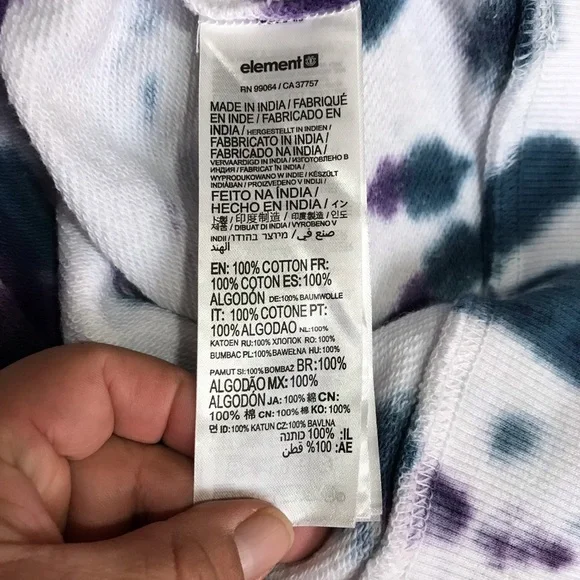 element
RN 99064 / CA 37757
MADE IN INDIA / FABRIQUÉ
EN INDE / FABRICADO EN
INDIA / HERGESTELLT IN INDIEN /
FABBRICATO IN INDIA /
FABRICADO NA INDIA /
VERVAARDIGD IN INDIA / ИЗГОТОВЛЕНО В
ИНДИЯ / FABRICAT IN INDIA /
WYPRODUKOWANO W INDIE / KÉSZÜLT
INDIÁBAN / PROIZVEDENO V INDIJI /
FEITO NA ÍNDIA /
HECHO EN INDIA / イン
ド製 / 印度制造 / 印度製造 / 인도
제품 / DIBUAT DI INDIA / VYROBENO V
INDII / מיוצר בהודו / صنع في
الهند
EN: 100% COTTON FR:
100% COTON ES: 100%
ALGODÓN DE:100% BAUMWOLLE
IT: 100% COTONE PT:
100% ALGODAO NL:100%
KATOEN RU:100% ХЛОПОК RO: 100%
BUMBAC PL:100% BAWEŁNA HU: 100%
PAMUT SI:100% BOMBAŽ BR: 100%
ALGODÃO MX: 100%
ALGODÓN JA: 100% 綿 CN:
100% 棉 CN: 100% 棉 KO: 100%
면 ID:100% KATUN CZ:100% BAVLNA
IL: 100% כותנה
AE: 100% قطن